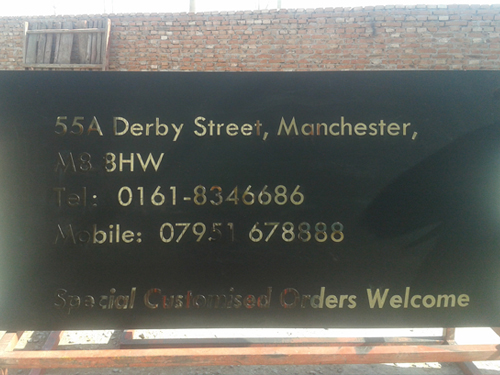 55A Derby Street, Manchester,
M8 8HW
Tel: 0161-8346686
Mobile: 07951 678888
Special Customised Orders Welcome